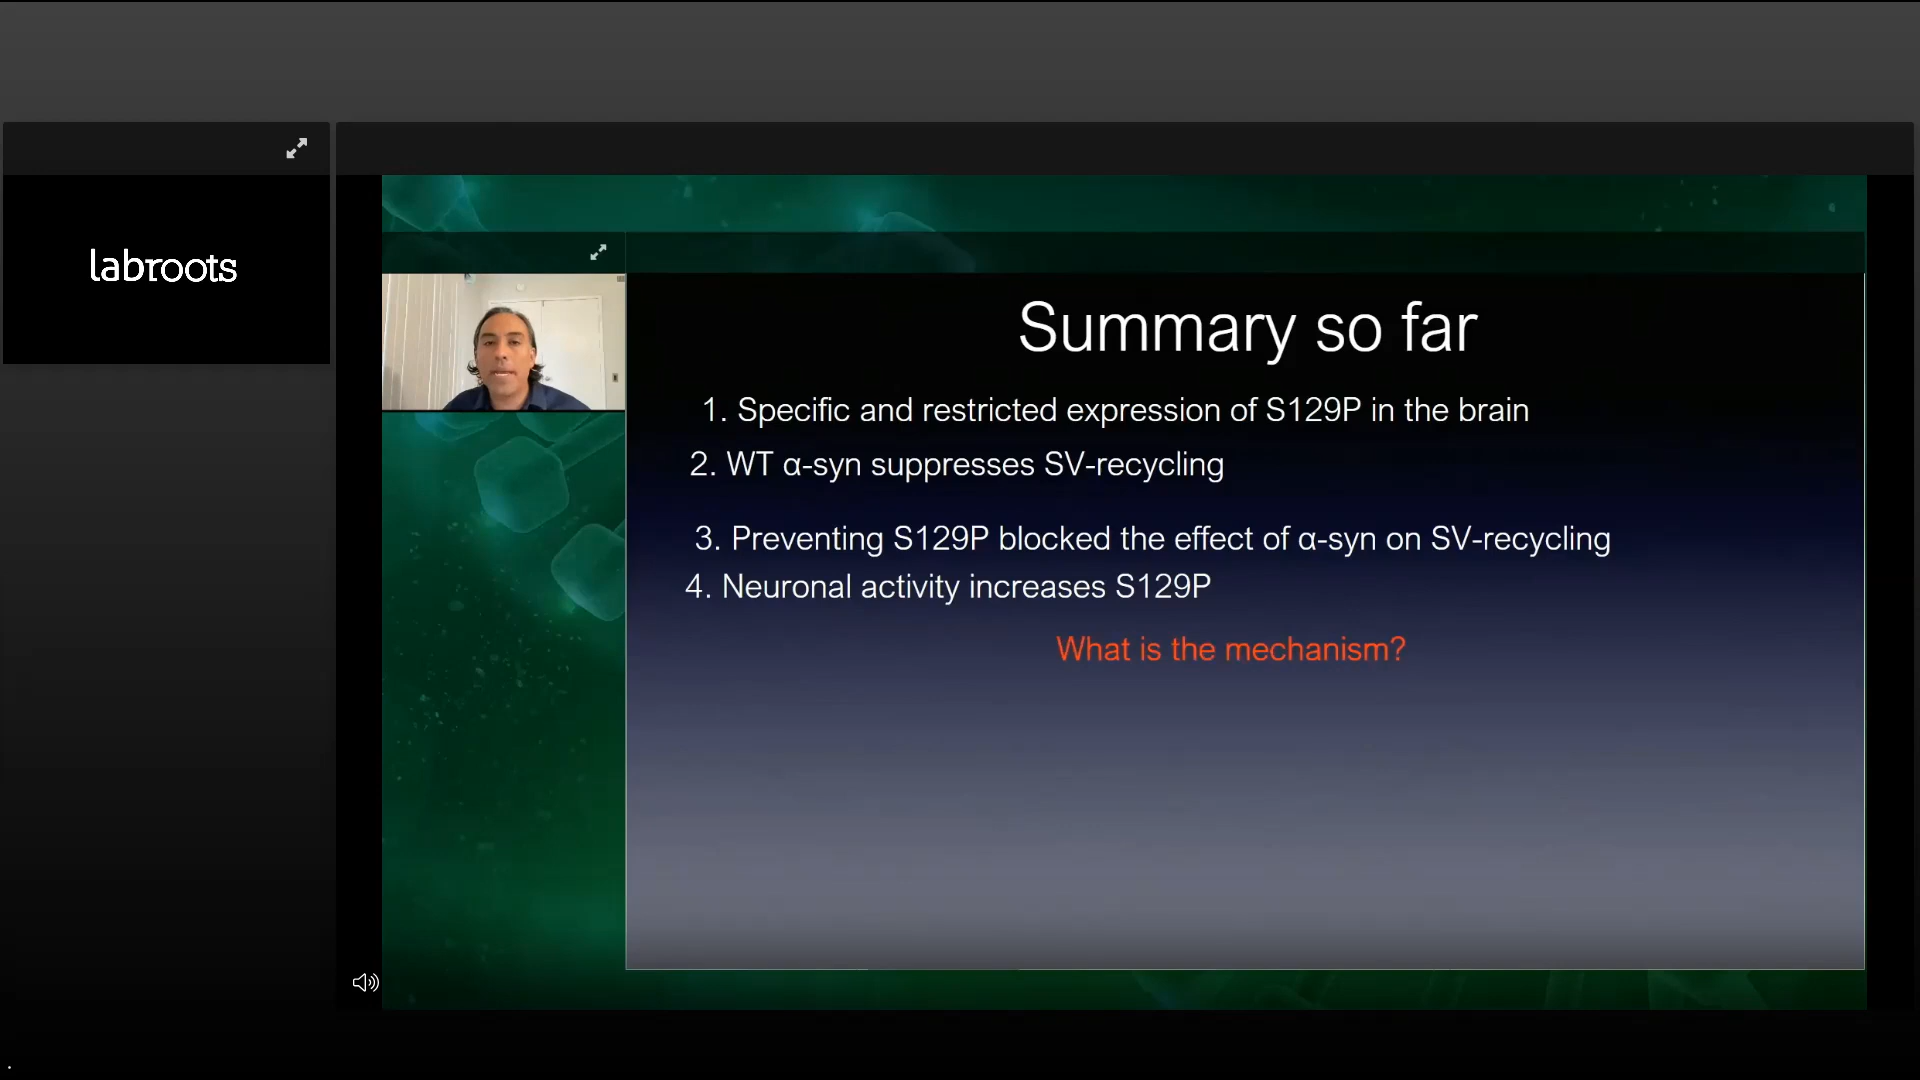 labroots
Summary so far
1. Specific and restricted expression of S129P in the brain
2. WT α-syn suppresses SV-recycling
3. Preventing S129P blocked the effect of α-syn on SV-recycling
4. Neuronal activity increases S129P
What is the mechanism?